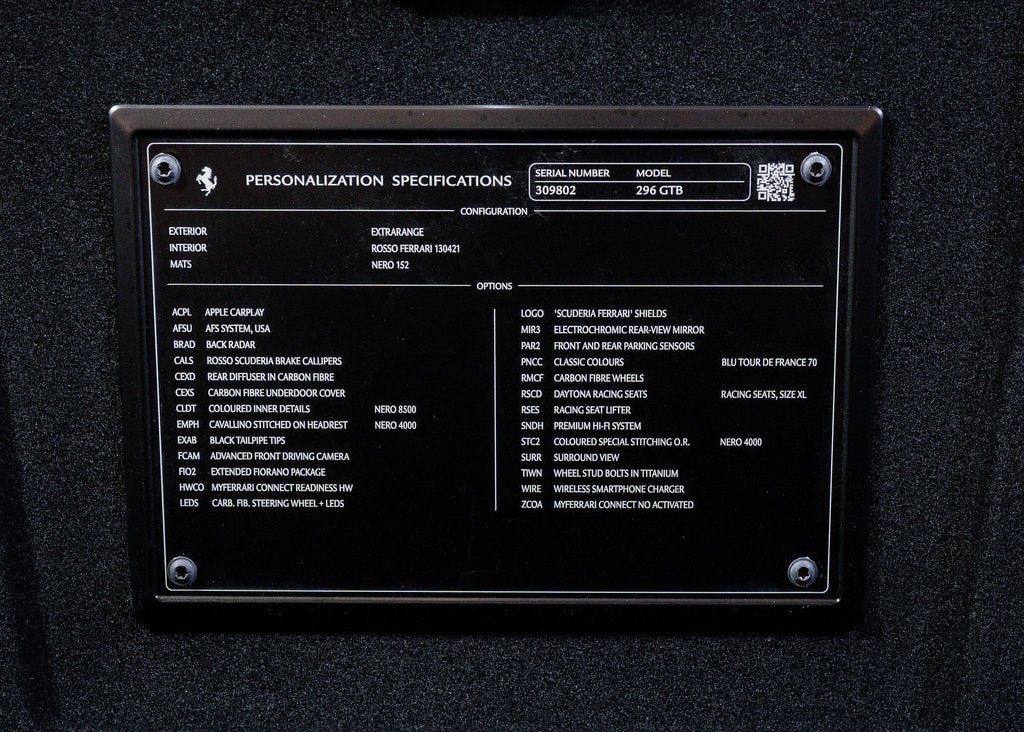 PERSONALIZATION SPECIFICATIONS
SERIAL NUMBER MODEL
309802 296 GTB
CONFIGURATION
EXTERIOR EXTRARANGE
INTERIOR ROSSO FERRARI 130421
MATS NERO 152
OPTIONS
ACPL APPLE CARPLAY
AFSU AFS SYSTEM, USA
BRAD BACK RADAR
CALS ROSSO SCUDERIA BRAKE CALLIPERS
CEXD REAR DIFFUSER IN CARBON FIBRE
CEXS CARBON FIBRE UNDERDOOR COVER
CLDT COLOURED INNER DETAILS NERO 8500
EMPH CAVALLINO STITCHED ON HEADREST NERO 4000
EXAB BLACK TAILPIPE TIPS
FCAM ADVANCED FRONT DRIVING CAMERA
FIO2 EXTENDED FIORANO PACKAGE
HWCO MYFERRARI CONNECT READINESS HW
LEDS CARB. FIB. STEERING WHEEL + LEDS
LOGO 'SCUDERIA FERRARI' SHIELDS
MIR3 ELECTROCHROMIC REAR-VIEW MIRROR
PAR2 FRONT AND REAR PARKING SENSORS
PNCC CLASSIC COLOURS BLU TOUR DE FRANCE 70
RMCF CARBON FIBRE WHEELS
RSCD DAYTONA RACING SEATS RACING SEATS, SIZE XL
RSES RACING SEAT LIFTER
SNDH PREMIUM HI-FI SYSTEM
STC2 COLOURED SPECIAL STITCHING O.R. NERO 4000
SURR SURROUND VIEW
TIWN WHEEL STUD BOLTS IN TITANIUM
WIRE WIRELESS SMARTPHONE CHARGER
ZCOA MYFERRARI CONNECT NO ACTIVATED